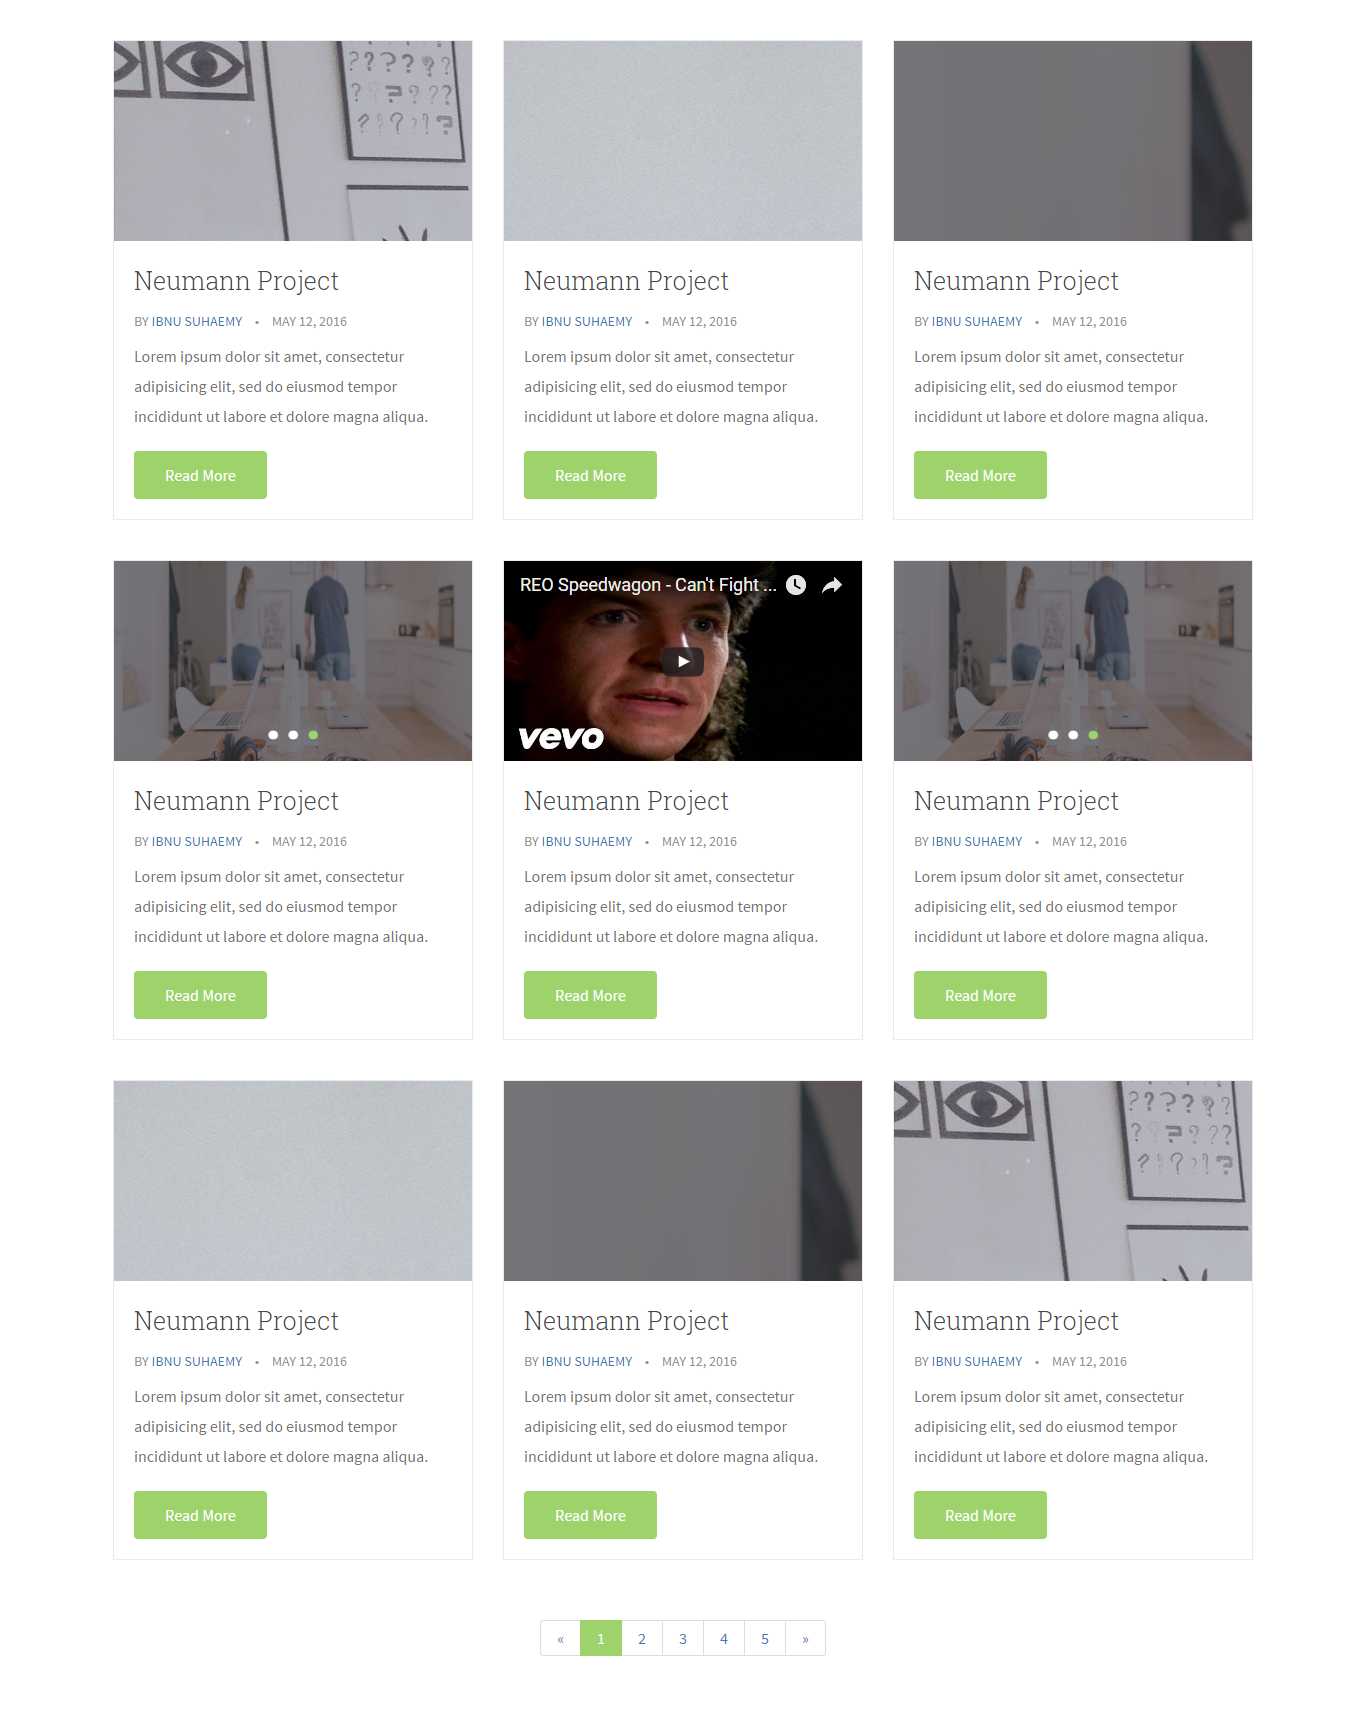 Neumann Project
BY IBNU SUHAEMY • MAY 12, 2016
Lorem ipsum dolor sit amet, consectetur
adipisicing elit, sed do eiusmod tempor
incididunt ut labore et dolore magna aliqua.
Read More
Neumann Project
BY IBNU SUHAEMY • MAY 12, 2016
Lorem ipsum dolor sit amet, consectetur
adipisicing elit, sed do eiusmod tempor
incididunt ut labore et dolore magna aliqua.
Read More
Neumann Project
BY IBNU SUHAEMY • MAY 12, 2016
Lorem ipsum dolor sit amet, consectetur
adipisicing elit, sed do eiusmod tempor
incididunt ut labore et dolore magna aliqua.
Read More
Neumann Project
BY IBNU SUHAEMY • MAY 12, 2016
Lorem ipsum dolor sit amet, consectetur
adipisicing elit, sed do eiusmod tempor
incididunt ut labore et dolore magna aliqua.
Read More
REO Speedwagon - Can't Fight ...
vevo
Neumann Project
BY IBNU SUHAEMY • MAY 12, 2016
Lorem ipsum dolor sit amet, consectetur
adipisicing elit, sed do eiusmod tempor
incididunt ut labore et dolore magna aliqua.
Read More
Neumann Project
BY IBNU SUHAEMY • MAY 12, 2016
Lorem ipsum dolor sit amet, consectetur
adipisicing elit, sed do eiusmod tempor
incididunt ut labore et dolore magna aliqua.
Read More
Neumann Project
BY IBNU SUHAEMY • MAY 12, 2016
Lorem ipsum dolor sit amet, consectetur
adipisicing elit, sed do eiusmod tempor
incididunt ut labore et dolore magna aliqua.
Read More
Neumann Project
BY IBNU SUHAEMY • MAY 12, 2016
Lorem ipsum dolor sit amet, consectetur
adipisicing elit, sed do eiusmod tempor
incididunt ut labore et dolore magna aliqua.
Read More
Neumann Project
BY IBNU SUHAEMY • MAY 12, 2016
Lorem ipsum dolor sit amet, consectetur
adipisicing elit, sed do eiusmod tempor
incididunt ut labore et dolore magna aliqua.
Read More
« 1 2 3 4 5 »